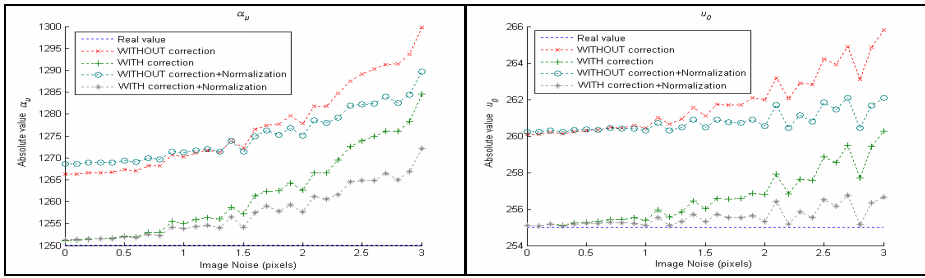 αu
1300
1295
1290
1285
1280
1275
1270
1265
1260
1255
1250
Absolute value αu
Real value
WITHOUT correction
WITH correction
WITHOUT correction+Normalization
WITH correction+Normalization
0 0.5 1 1.5 2 2.5 3
Image Noise (pixels)
u0
266
264
262
260
258
256
254
Absolute value u0
Real value
WITHOUT correction
WITH correction
WITHOUT correction+Normalization
WITH correction+Normalization
0 0.5 1 1.5 2 2.5 3
Image Noise (pixels)